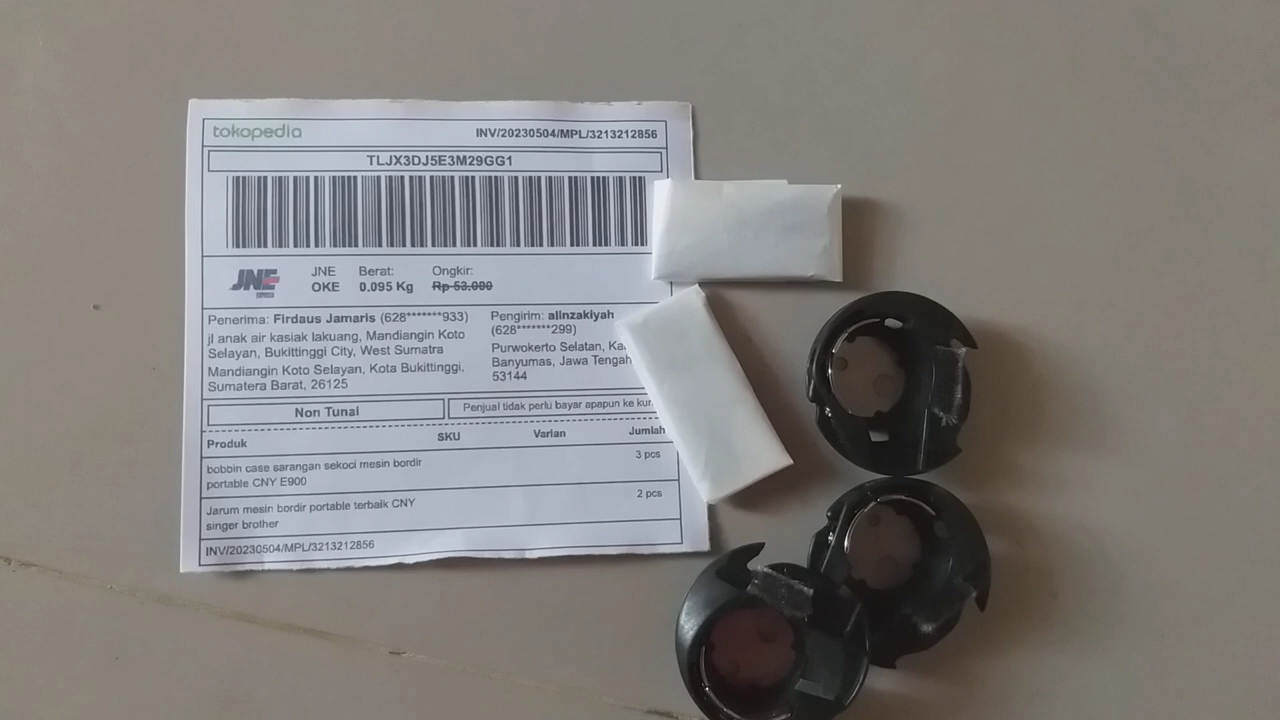 tokopedia INV/20230504/MPL/3213212856
TLJX3DJ5E3M29GG1
JNE EXPRESS
JNE Berat: Ongkir:
OKE 0.095 Kg Rp 53.000
Penerima: Firdaus Jamaris (628*******933)
jl anak air kasiak lakuang, Mandiangin Koto
Selayan, Bukittinggi City, West Sumatra
Mandiangin Koto Selayan, Kota Bukittinggi,
Sumatera Barat, 26125
Pengirim: alinzakiyah
(628*******299)
Purwokerto Selatan,
Banyumas, Jawa Tengah
53144
Non Tunai
Penjual tidak perlu bayar apapun ke
Produk SKU Varian Jumlah
bobbin case sarangan sekoci mesin bordir 3 pcs
portable CNY E900
Jarum mesin bordir portable terbaik CNY 2 pcs
singer brother
INV/20230504/MPL/3213212856